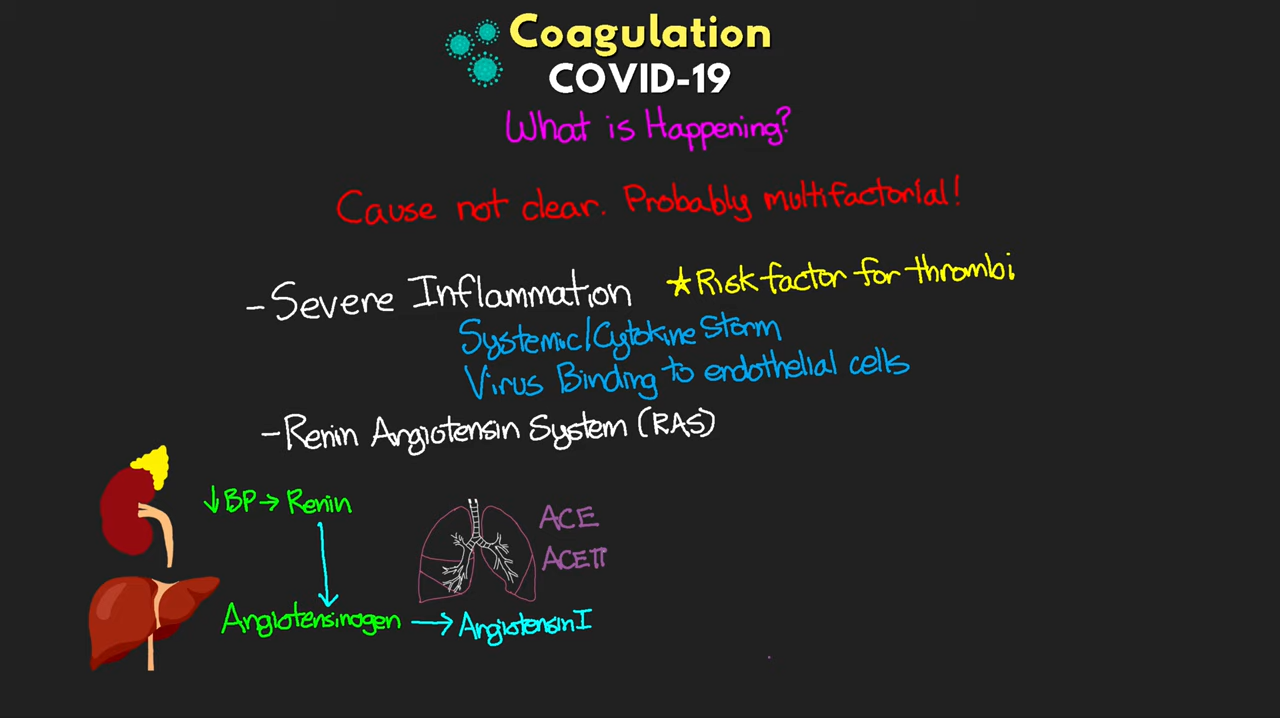 Coagulation
COVID-19
What is Happening?
Cause not clear. Probably multifactorial!
-Severe Inflammation ★Risk factor for thrombi
Systemic/Cytokine Storm
Virus Binding to endothelial cells
-Renin Angiotensin System (RAS)
↓BP→Renin
ACE
ACEII
Angiotensinogen → Angiotensin I